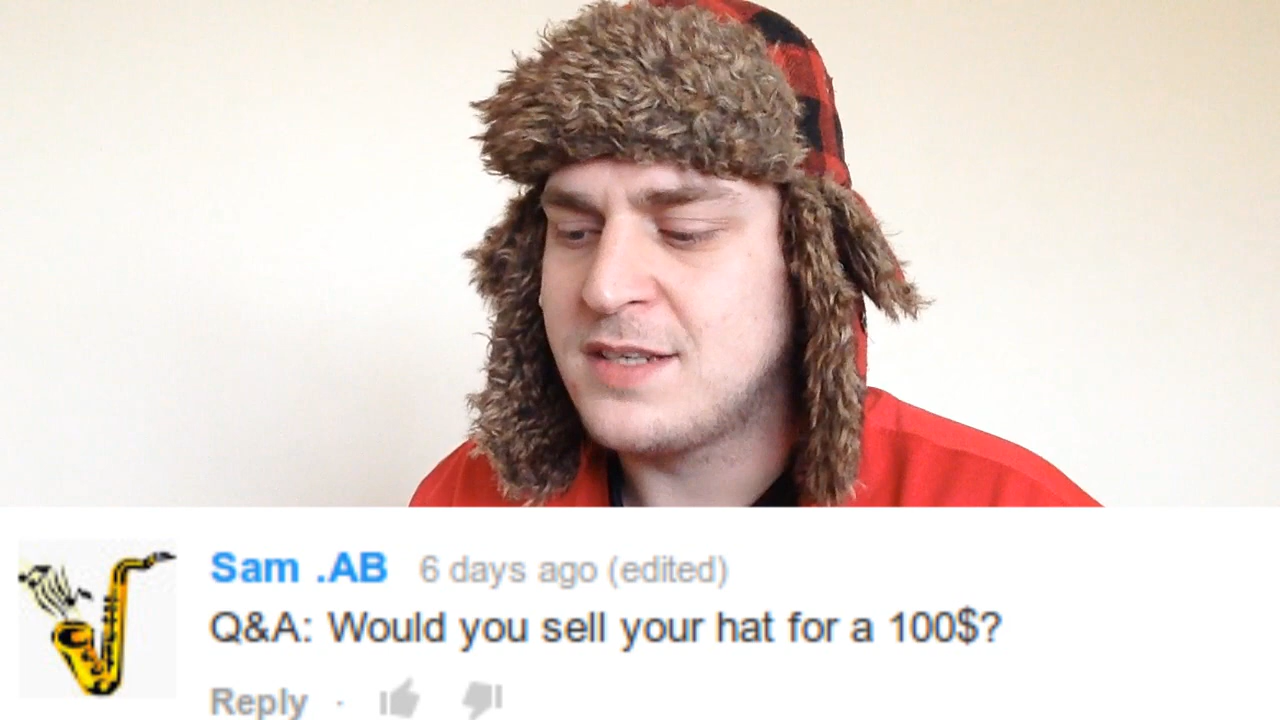 Sam .AB 6 days ago (edited)
Q&A: Would you sell your hat for a 100$?
Reply ·